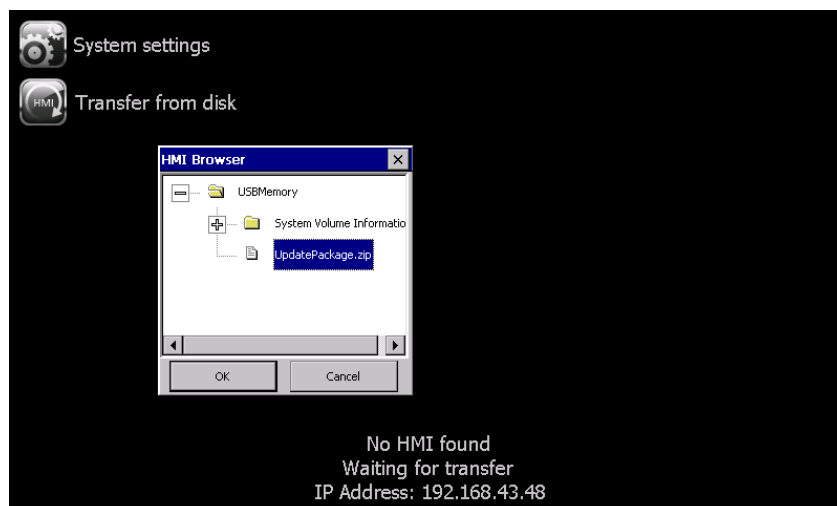 System settings
HMI
Transfer from disk
HMI Browser
USBMemory
System Volume Informatio
UpdatePackage.zip
OK
Cancel
No HMI found
Waiting for transfer
IP Address: 192.168.43.48